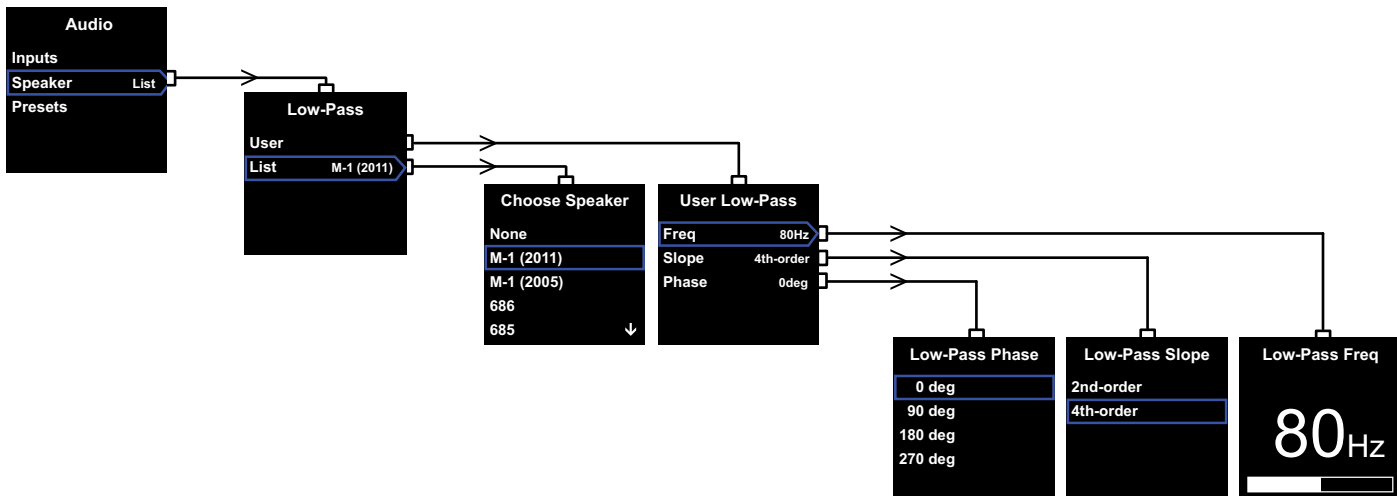 Audio
Inputs
Speaker List
Presets
Low-Pass
User
List M-1 (2011)
Choose Speaker
None
M-1 (2011)
M-1 (2005)
686
685
User Low-Pass
Freq 80Hz
Slope 4th-order
Phase 0deg
Low-Pass Phase
0 deg
90 deg
180 deg
270 deg
Low-Pass Slope
2nd-order
4th-order
Low-Pass Freq
80Hz